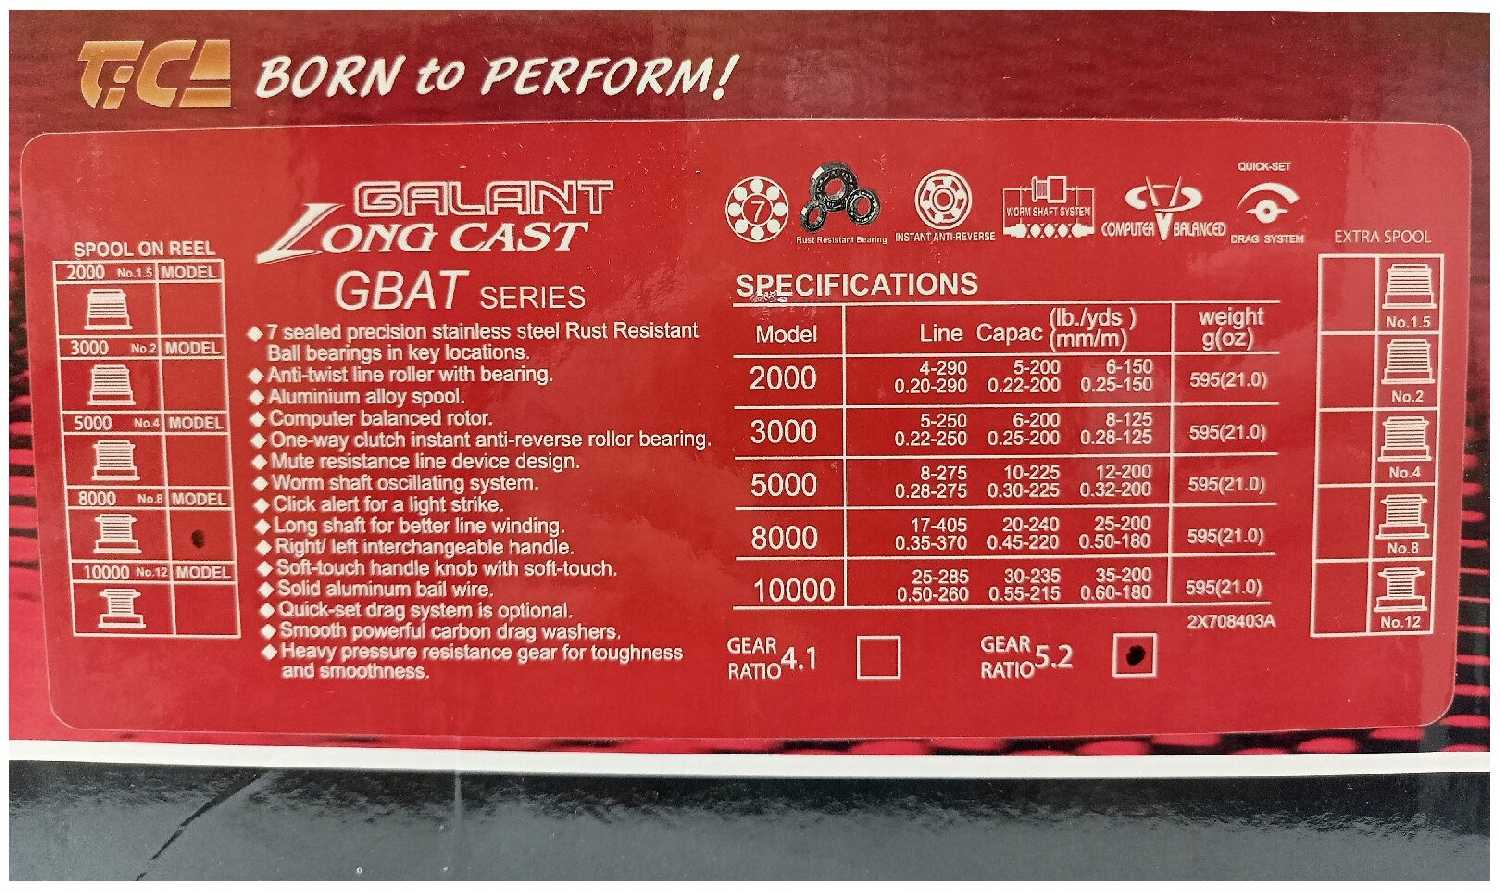 TiCA BORN to PERFORM!
GALANT
LONG CAST
GBAT SERIES
SPOOL ON REEL
2000 No.1.5 MODEL
3000 No.2 MODEL
5000 No.4 MODEL
8000 No.8 MODEL
10000 No.12 MODEL
◆ 7 sealed precision stainless steel Rust Resistant
Ball bearings in key locations.
◆ Anti-twist line roller with bearing.
◆ Aluminium alloy spool.
◆ Computer balanced rotor.
◆ One-way clutch instant anti-reverse rollor bearing.
◆ Mute resistance line device design.
◆ Worm shaft oscillating system.
◆ Click alert for a light strike.
◆ Long shaft for better line winding.
◆ Right/ left interchangeable handle.
◆ Soft-touch handle knob with soft-touch.
◆ Solid aluminum bail wire.
◆ Quick-set drag system is optional.
◆ Smooth powerful carbon drag washers.
◆ Heavy pressure resistance gear for toughness
and smoothness.
7
Rust Resistant Bearing
INSTANT ANTI-REVERSE
WORM SHAFT SYSTEM
COMPUTER BALANCED
QUICK-SET
DRAG SYSTEM
SPECIFICATIONS
Model Line Capac (lb./yds) (mm/m) weight g(oz)
2000 4-290 5-200 6-150 595(21.0)
0.20-290 0.22-200 0.25-150
3000 5-250 6-200 8-125 595(21.0)
0.22-250 0.25-200 0.28-125
5000 8-275 10-225 12-200 595(21.0)
0.28-275 0.30-225 0.32-200
8000 17-405 20-240 25-200 595(21.0)
0.35-370 0.45-220 0.50-180
10000 25-285 30-235 35-200 595(21.0)
0.50-260 0.55-215 0.60-180
2X708403A
GEAR RATIO 4.1
GEAR RATIO 5.2
EXTRA SPOOL
No.1.5
No.2
No.4
No.8
No.12